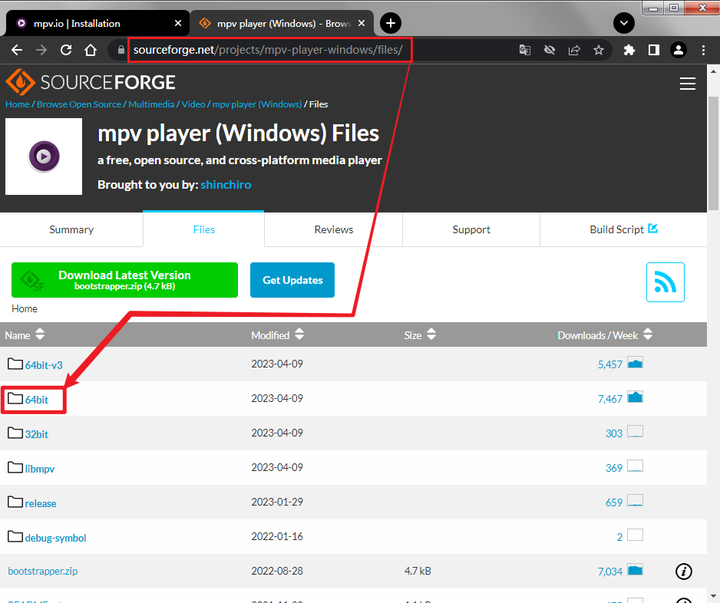 mpv.io | Installation
mpv player (Windows) - Brows
sourceforge.net/projects/mpv-player-windows/files/
SOURCEFORGE
Home / Browse Open Source / Multimedia / Video / mpv player (Windows) / Files
mpv player (Windows) Files
a free, open source, and cross-platform media player
Brought to you by: shinchiro
Summary
Files
Reviews
Support
Build Script
Download Latest Version
bootstrapper.zip (4.7 kB)
Get Updates
Home
Name Modified Size Downloads / Week
64bit-v3 2023-04-09 5,457
64bit 2023-04-09 7,467
32bit 2023-04-09 303
libmpv 2023-04-09 369
release 2023-01-29 659
debug-symbol 2022-01-16 2
bootstrapper.zip 2022-08-28 4.7 kB 7,034